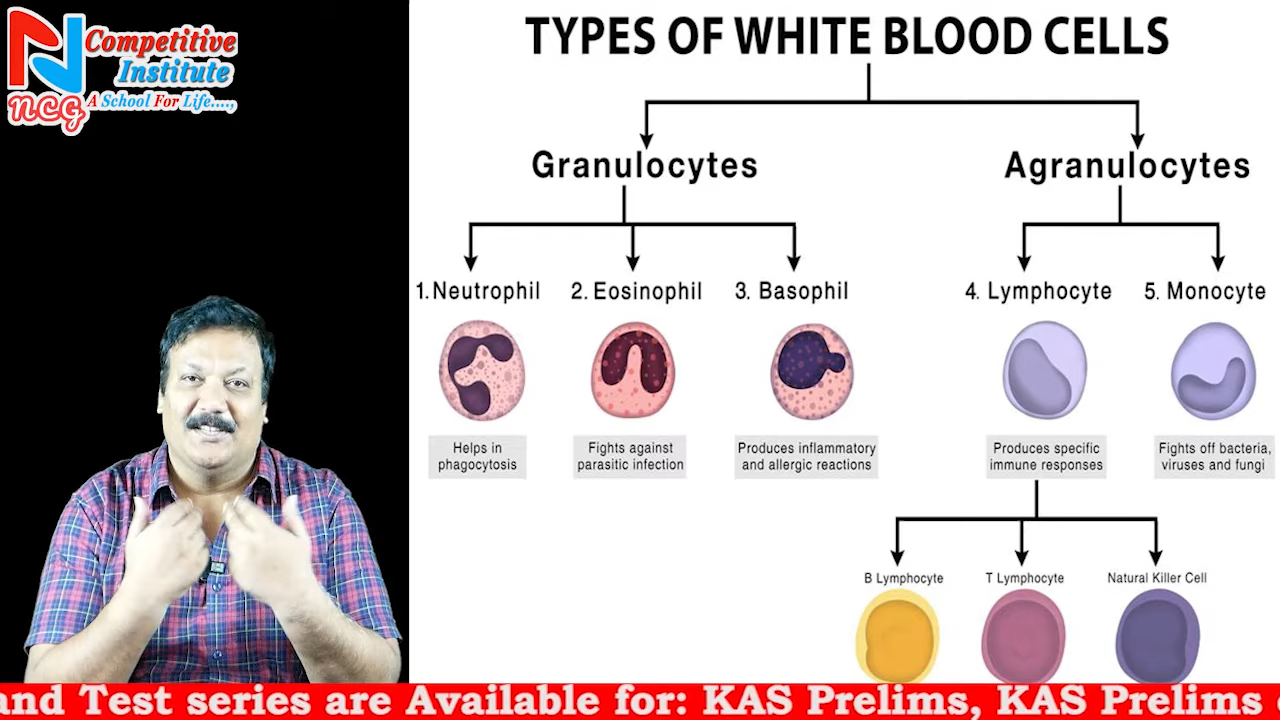 Competitive
Institute
NCG
A School For Life....,
TYPES OF WHITE BLOOD CELLS
Granulocytes
Agranulocytes
1. Neutrophil
2. Eosinophil
3. Basophil
4. Lymphocyte
5. Monocyte
Helps in
phagocytosis
Fights against
parasitic infection
Produces inflammatory
and allergic reactions
Produces specific
immune responses
Fights off bacteria,
viruses and fungi
B Lymphocyte
T Lymphocyte
Natural Killer Cell
and Test series are Available for: KAS Prelims, KAS Prelims